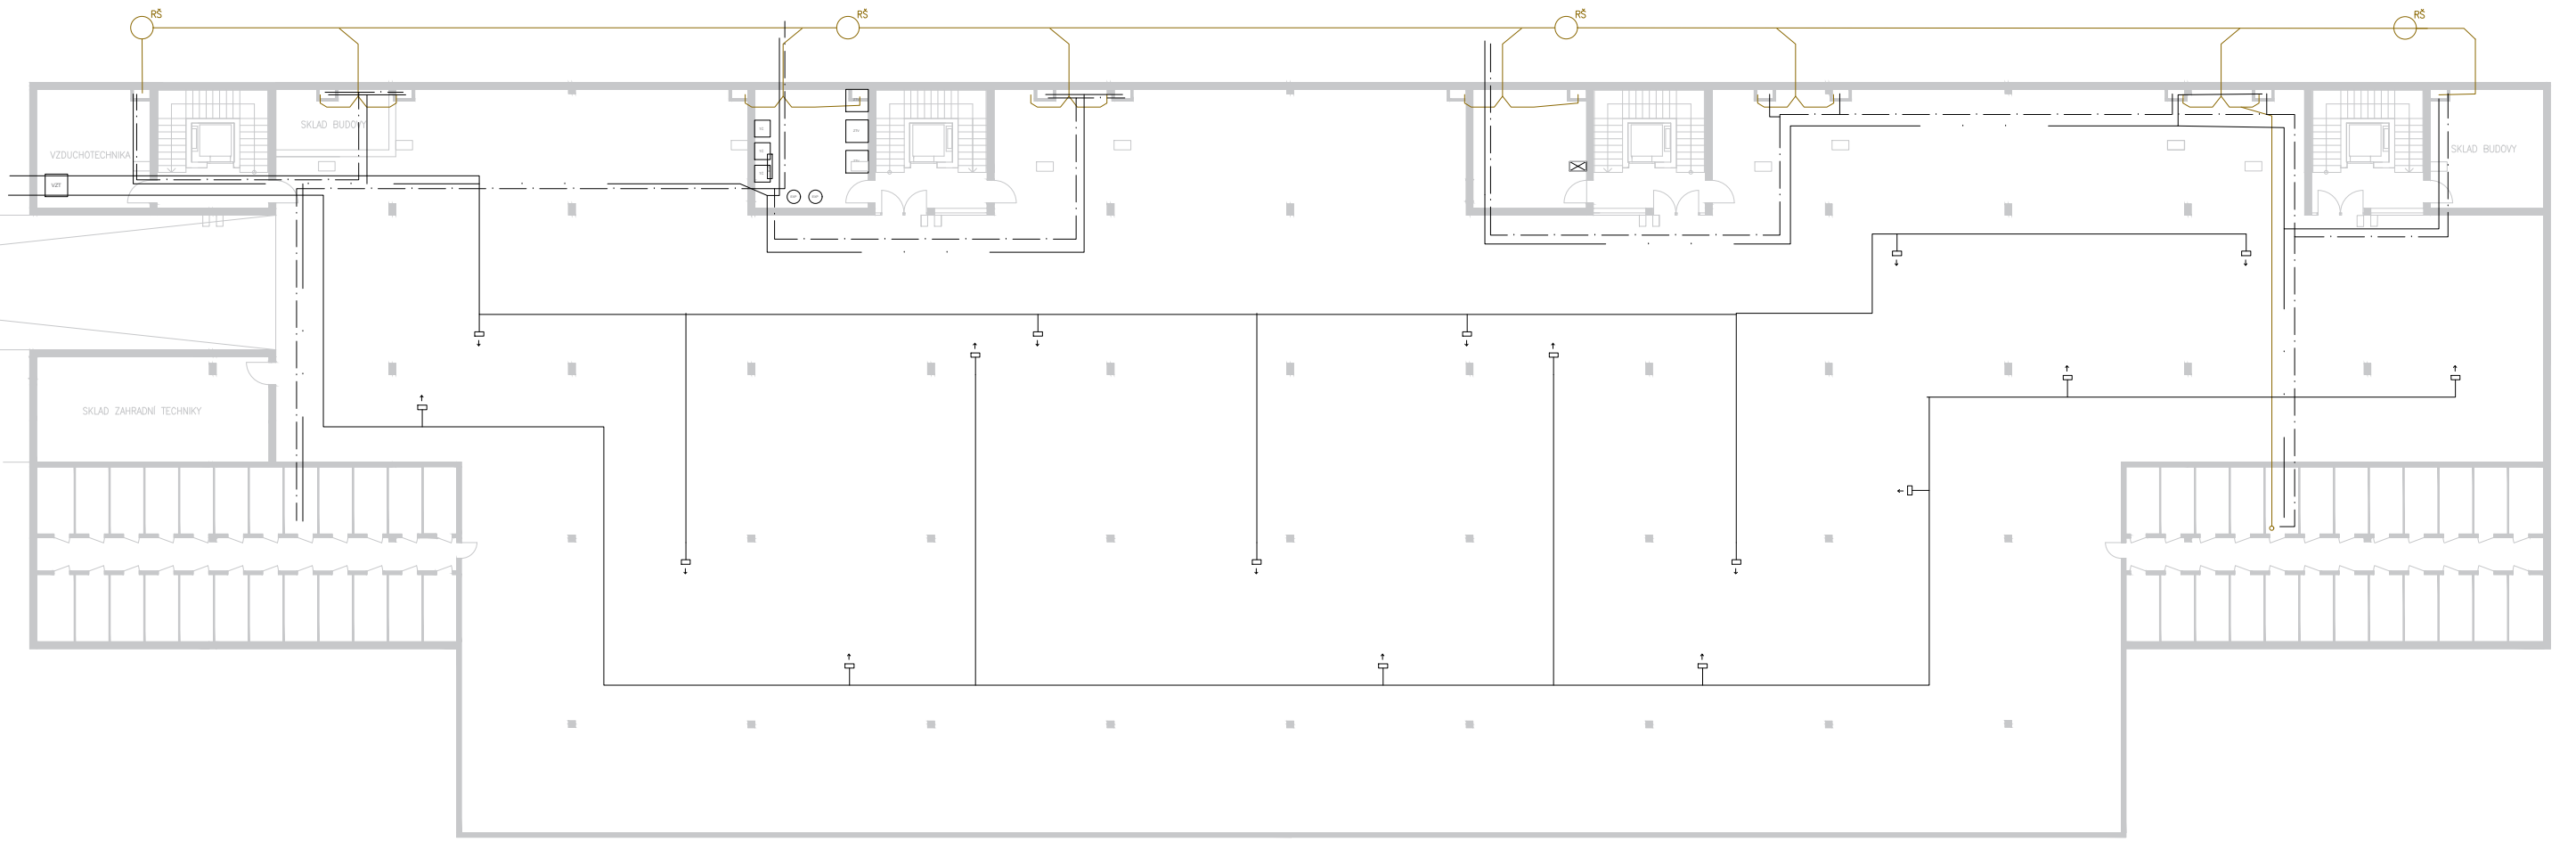 RŠ
RŠ
RŠ
RŠ
SKLAD BUDOVY
VZDUCHOTECHNIKA
SKLAD BUDOVY
VZT
SKLAD ZAHRADNÍ TECHNIKY